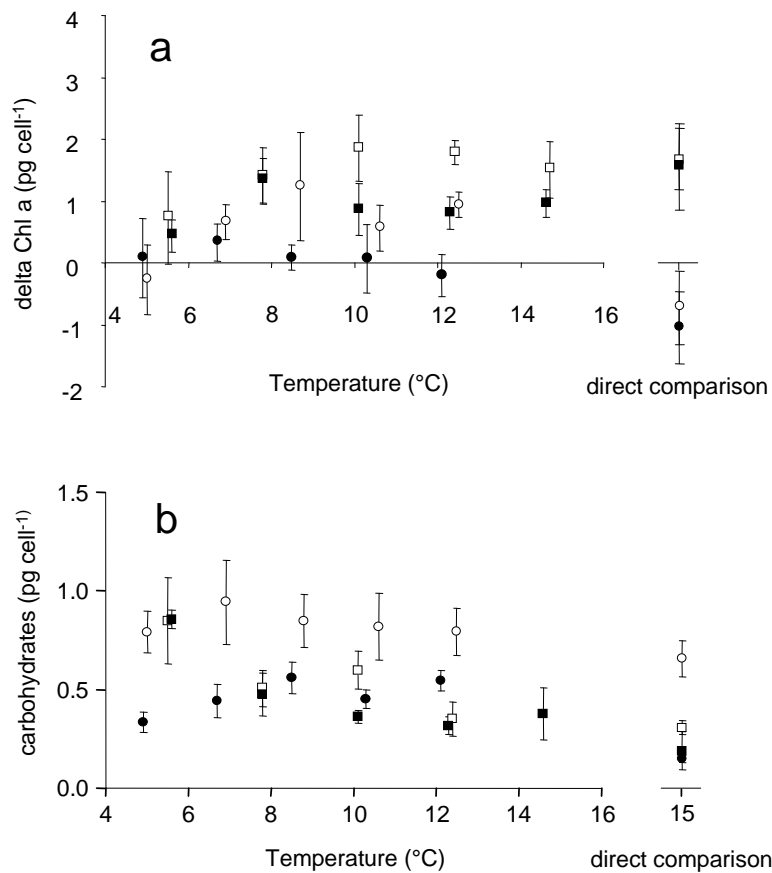 a
delta Chl a (pg cell-1)
4
3
2
1
0
-1
-2
4 6 8 10 12 14 16
Temperature (°C)
direct comparison
b
carbohydrates (pg cell-1)
1.5
1.0
0.5
0.0
4 6 8 10 12 14 16 15
Temperature (°C)
direct comparison